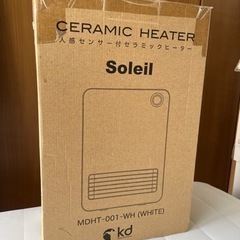 CERAMIC HEATER
人感センサー付セラミックヒーター
Soleil
MDHT-001-WH (WHITE)
kd